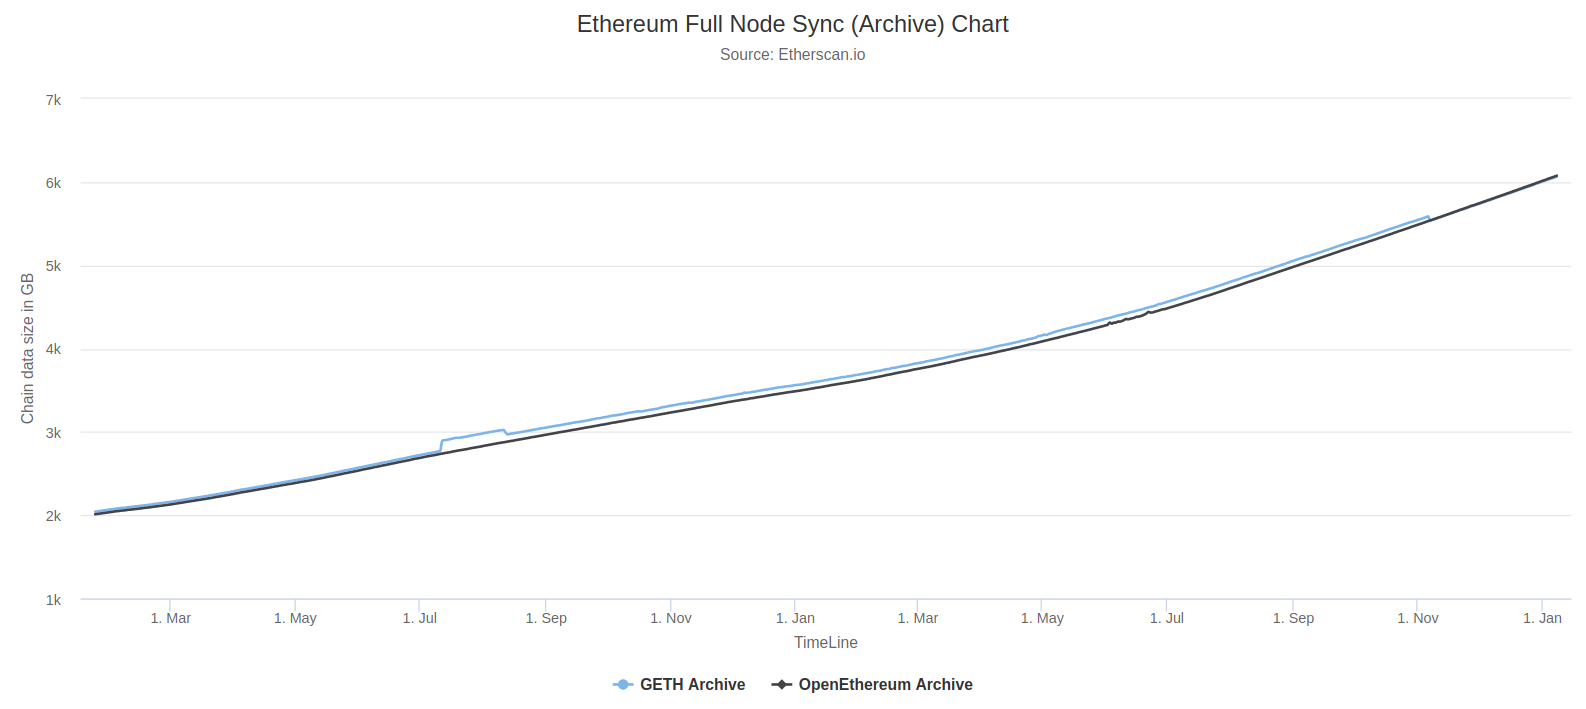 Ethereum Full Node Sync (Archive) Chart
Source: Etherscan.io
Chain data size in GB
7k
6k
5k
4k
3k
2k
1k
1. Mar 1. May 1. Jul 1. Sep 1. Nov 1. Jan 1. Mar 1. May 1. Jul 1. Sep 1. Nov 1. Jan
TimeLine
GETH Archive OpenEthereum Archive